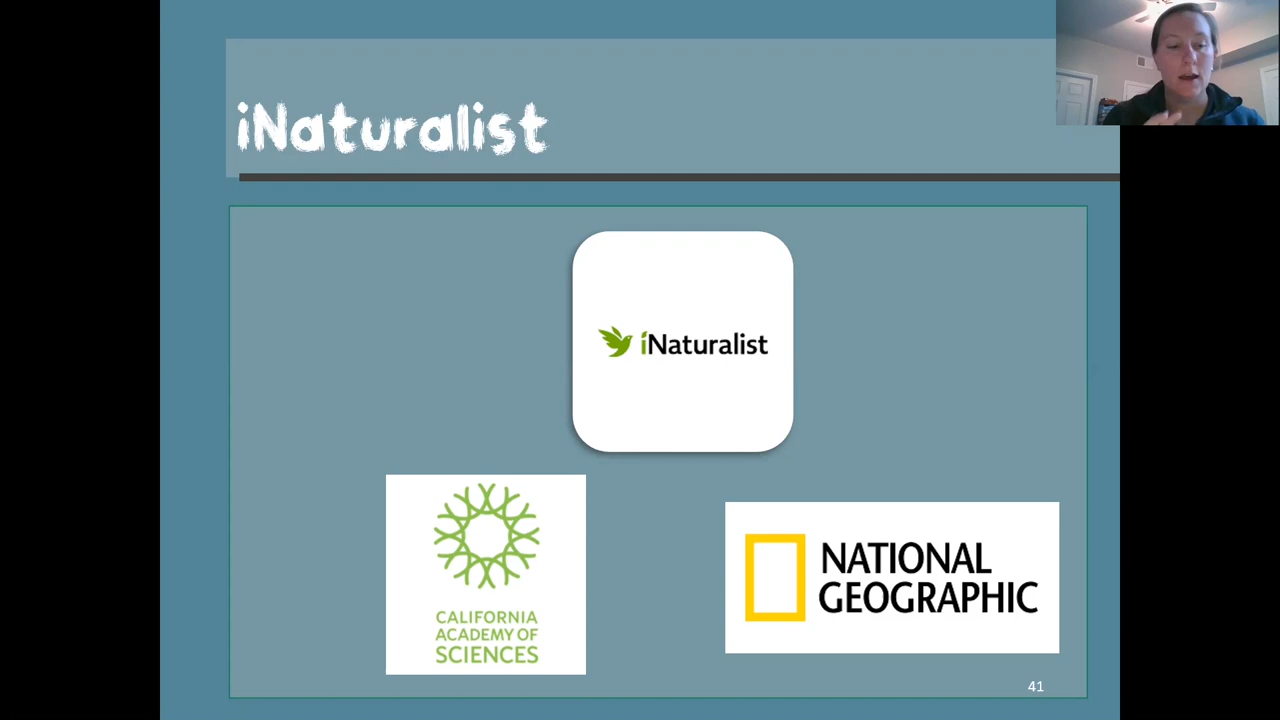 iNaturalist
iNaturalist
CALIFORNIA
ACADEMY OF
SCIENCES
NATIONAL
GEOGRAPHIC
41